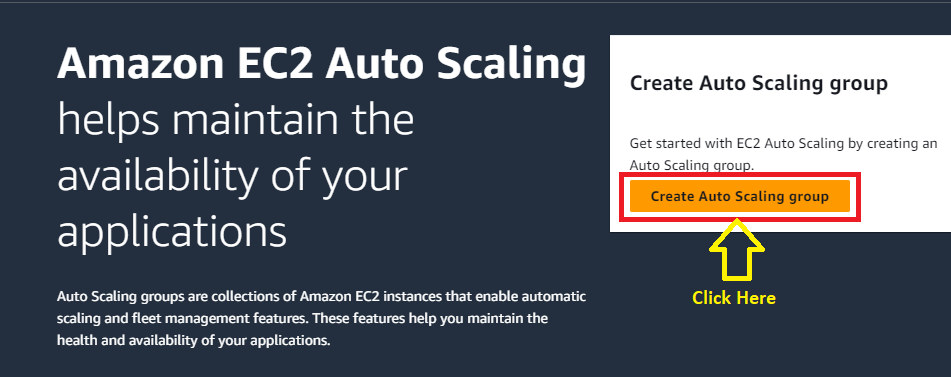 Amazon EC2 Auto Scaling
helps maintain the
availability of your
applications
Auto Scaling groups are collections of Amazon EC2 instances that enable automatic
scaling and fleet management features. These features help you maintain the
health and availability of your applications.
Create Auto Scaling group
Get started with EC2 Auto Scaling by creating an
Auto Scaling group.
Create Auto Scaling group
Click Here